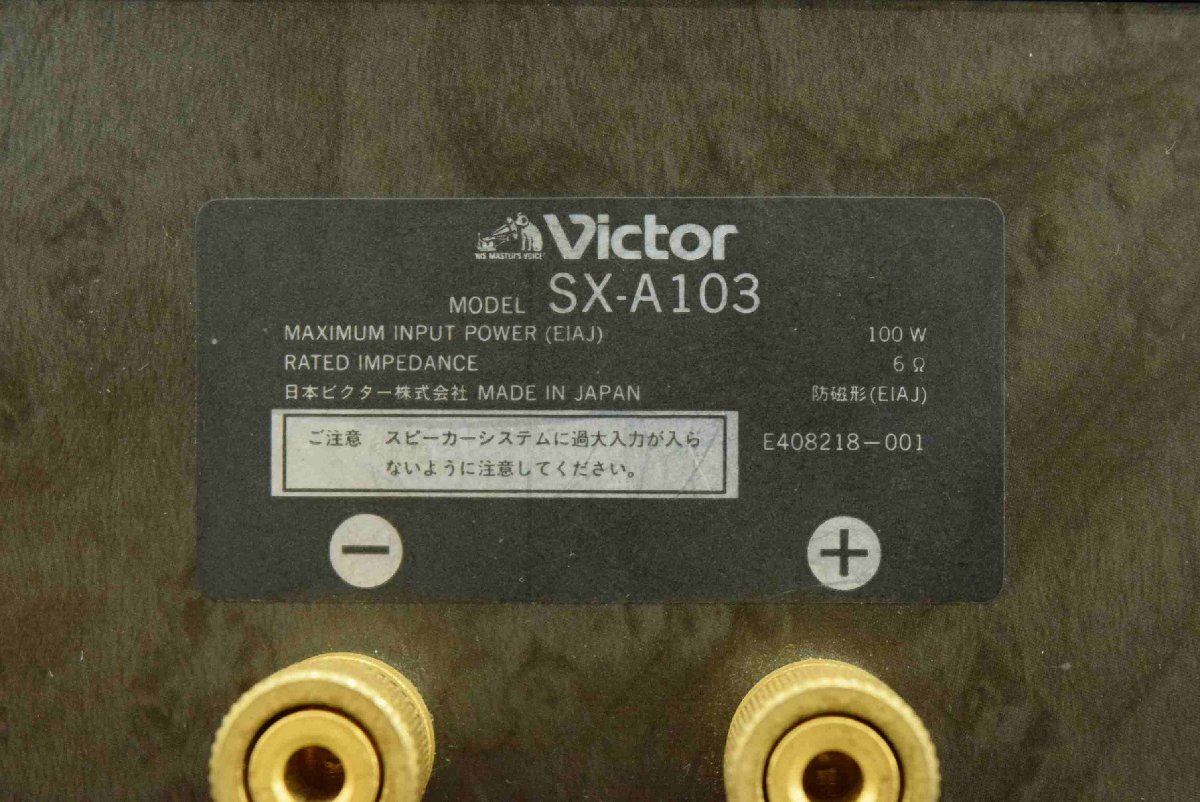 Victor
"HIS MASTER'S VOICE"
MODEL SX-A103
MAXIMUM INPUT POWER (EIAJ) 100 W
RATED IMPEDANCE 6 Ω
日本ビクター株式会社 MADE IN JAPAN 防磁形(EIAJ)
ご注意 スピーカーシステムに過大入力が入ら
ないように注意してください。
E408218-001
− +